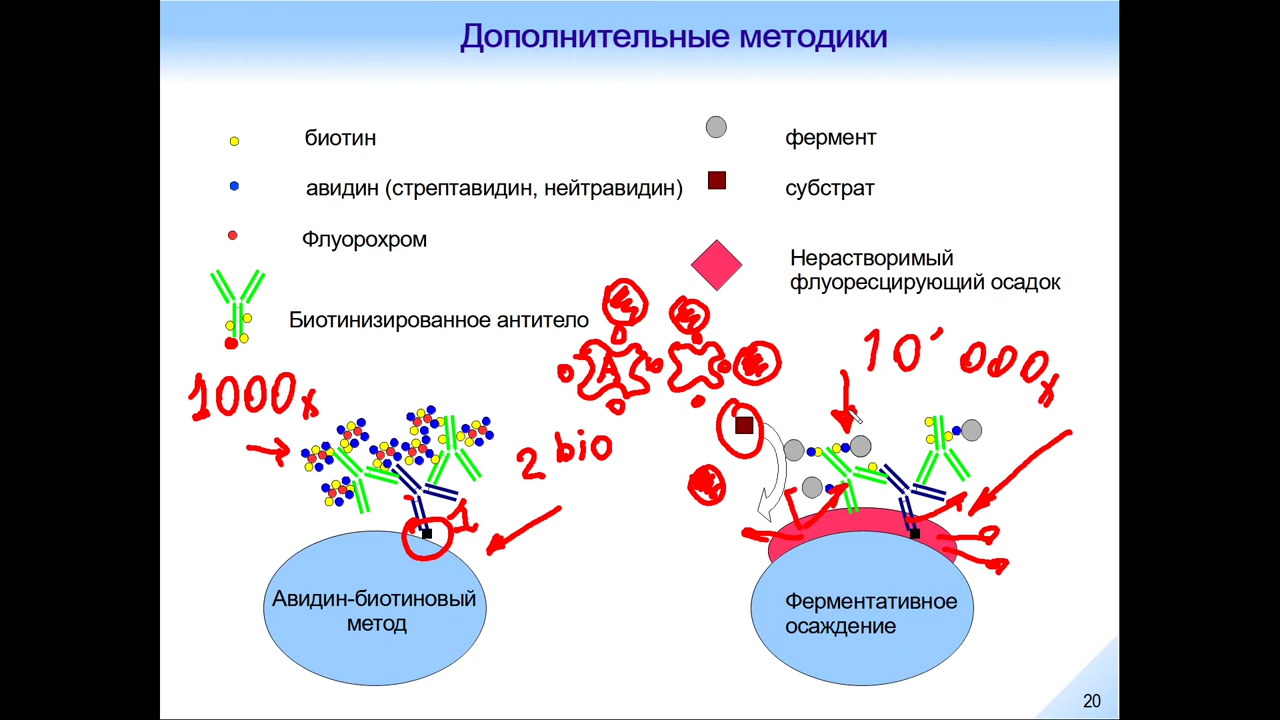 Дополнительные методики
биотин
авидин (стрептавидин, нейтравидин)
Флуорохром
Биотинизированное антитело
фермент
субстрат
Нерастворимый
флуоресцирующий осадок
1000x
A
10'000x
2 bio
1
Авидин-биотиновый
метод
Ферментативное
осаждение
20